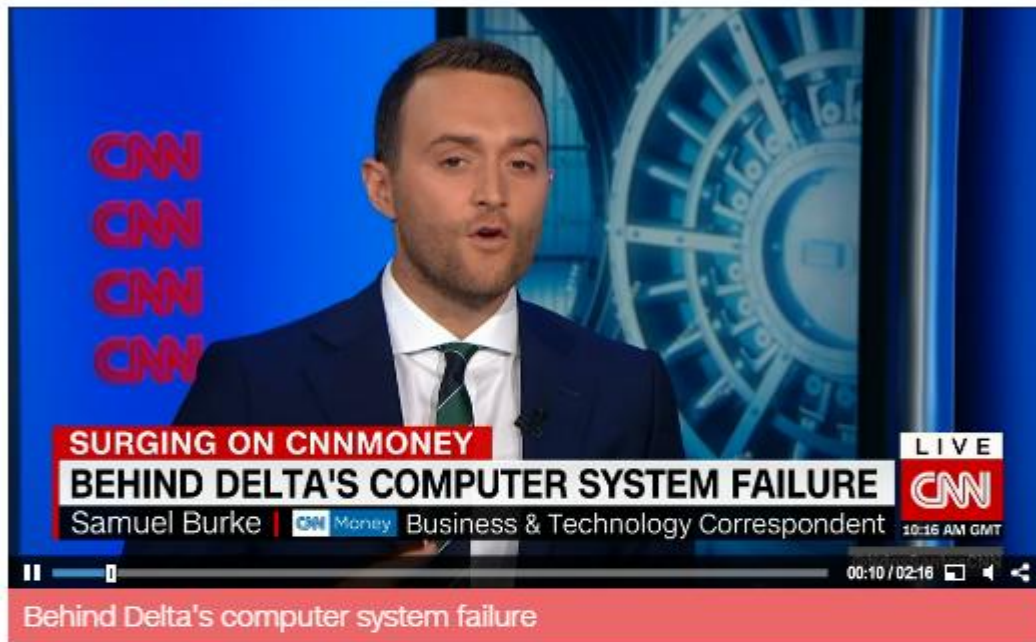 CNN
CNN
CNN
CNN
SURGING ON CNNMONEY
BEHIND DELTA'S COMPUTER SYSTEM FAILURE
Samuel Burke | CNN Money Business & Technology Correspondent
LIVE
CNN
10:16 AM GMT
00:10 / 02:16
Behind Delta's computer system failure